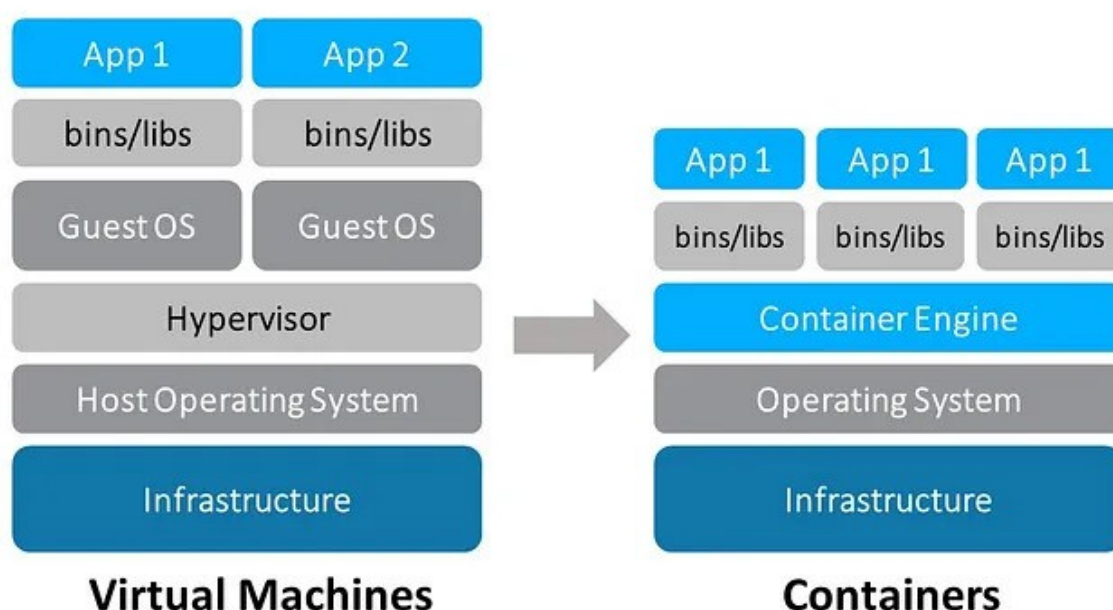 App 1
App 2
bins/libs
bins/libs
Guest OS
Guest OS
Hypervisor
Host Operating System
Infrastructure
Virtual Machines
App 1
App 1
App 1
bins/libs
bins/libs
bins/libs
Container Engine
Operating System
Infrastructure
Containers